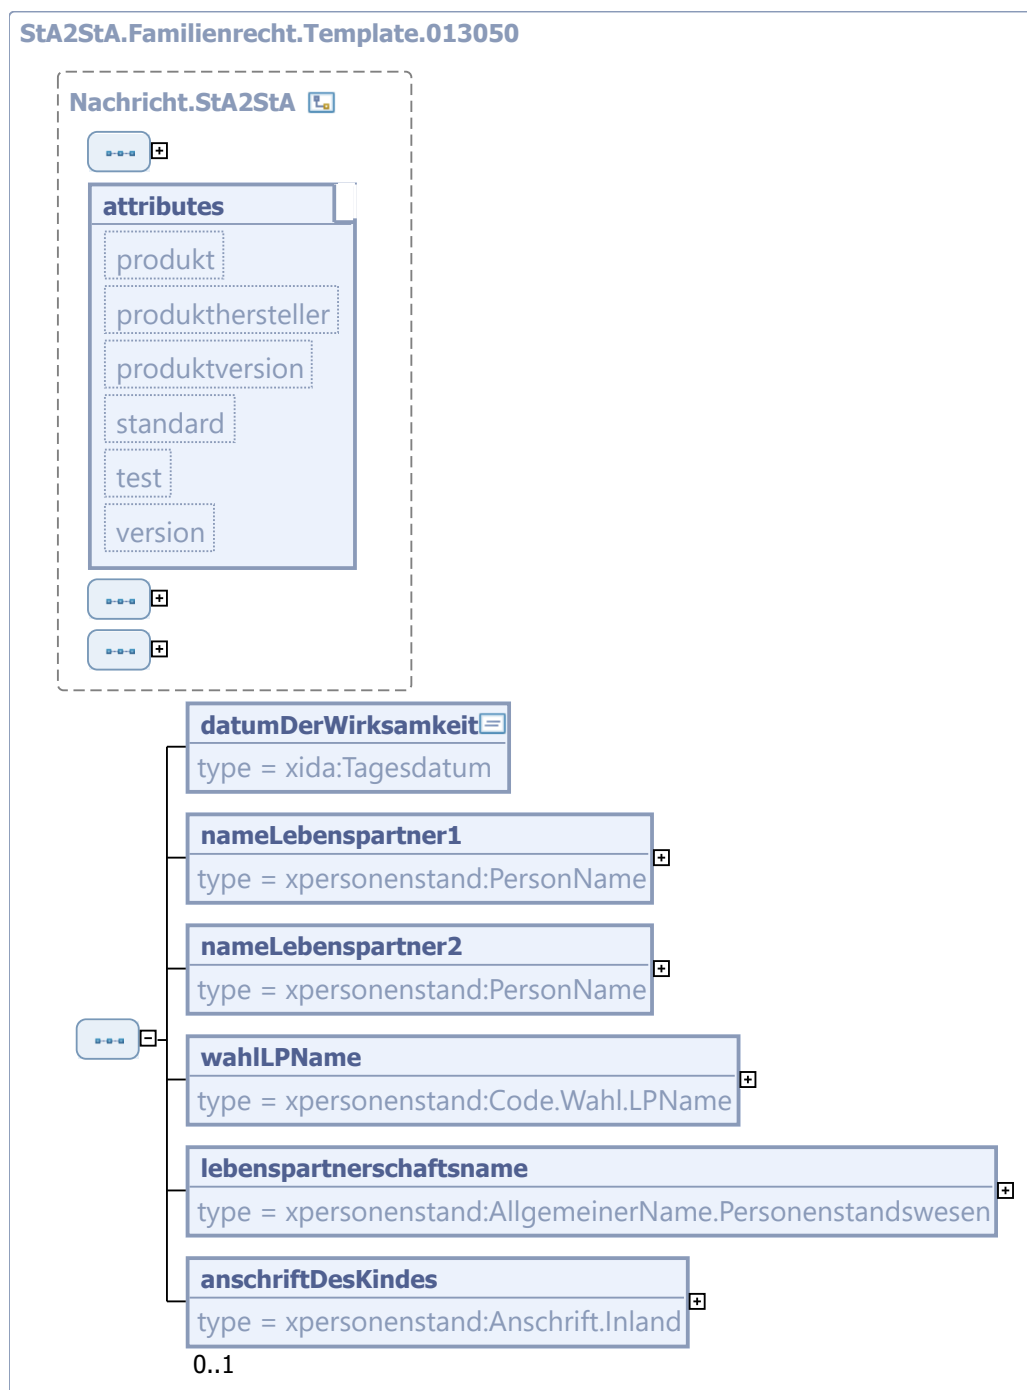 StA2StA.Familienrecht.Template.013050
Nachricht.StA2StA
attributes
produkt
produkthersteller
produktversion
standard
test
version
datumDerWirksamkeit
type = xida:Tagesdatum
nameLebenspartner1
type = xpersonenstand:PersonName
nameLebenspartner2
type = xpersonenstand:PersonName
wahlLPName
type = xpersonenstand:Code.Wahl.LPName
lebenspartnerschaftsname
type = xpersonenstand:AllgemeinerName.Personenstandswesen
anschriftDesKindes
type = xpersonenstand:Anschrift.Inland
0..1